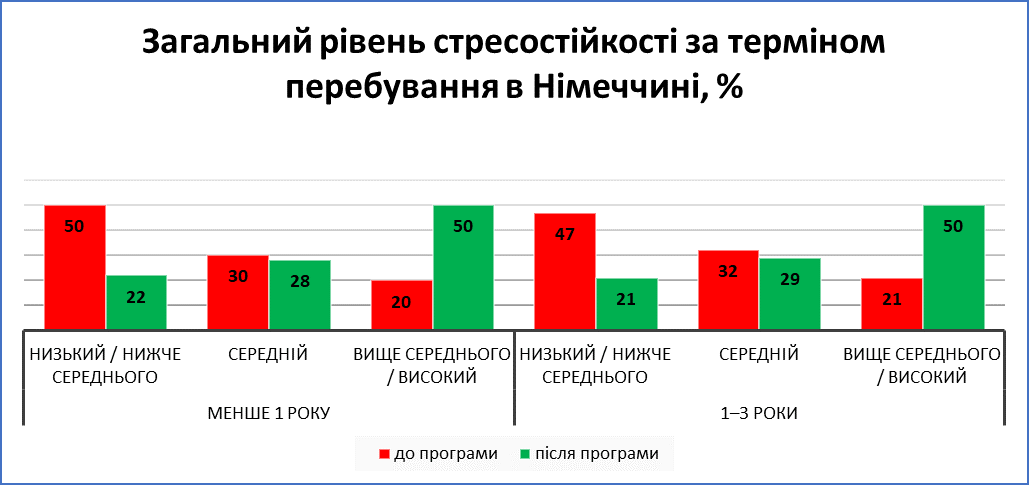 Загальний рівень стресостійкості за терміном
перебування в Німеччині, %
50
22
30
28
20
50
47
21
32
29
21
50
НИЗЬКИЙ / НИЖЧЕ
СЕРЕДНЬОГО
СЕРЕДНІЙ
ВИЩЕ СЕРЕДНЬОГО
/ ВИСОКИЙ
НИЗЬКИЙ / НИЖЧЕ
СЕРЕДНЬОГО
СЕРЕДНІЙ
ВИЩЕ СЕРЕДНЬОГО
/ ВИСОКИЙ
МЕНШЕ 1 РОКУ
1–3 РОКИ
до програми
після програми